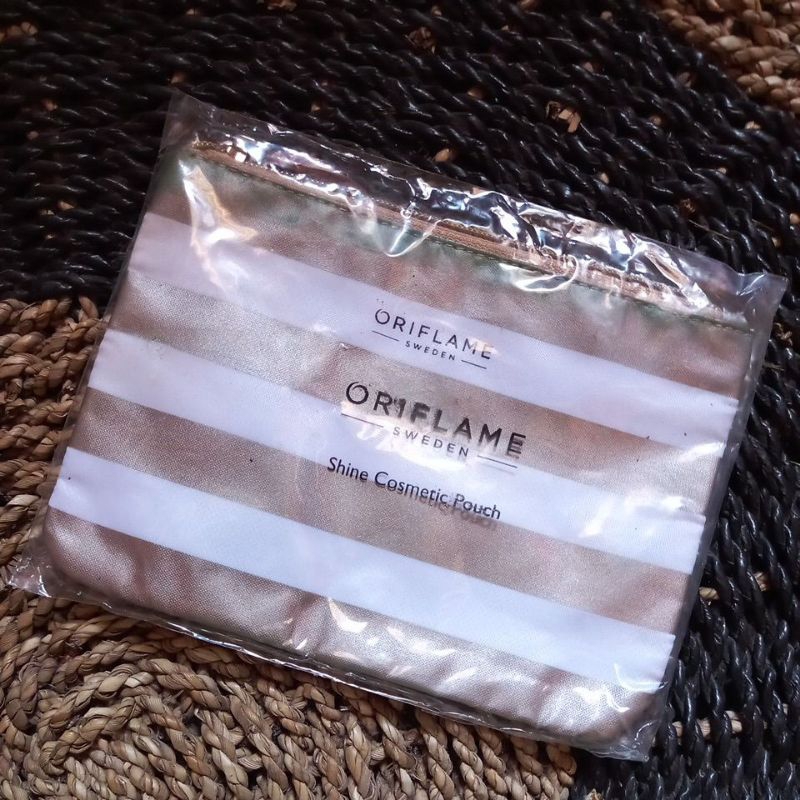 ORIFLAME
SWEDEN
ORIFLAME
SWEDEN
Shine Cosmetic Pouch